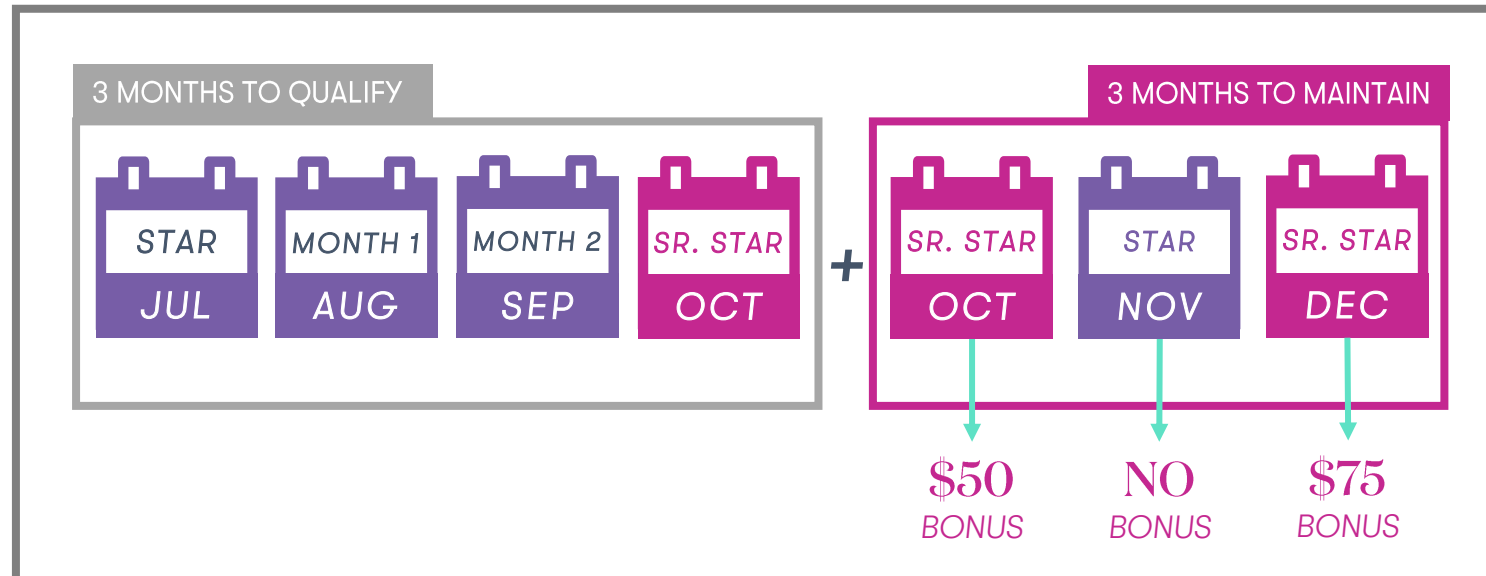 3 MONTHS TO QUALIFY
3 MONTHS TO MAINTAIN
STAR
JUL
MONTH 1
AUG
MONTH 2
SEP
SR. STAR
OCT
+
SR. STAR
OCT
STAR
NOV
SR. STAR
DEC
$50
BONUS
NO
BONUS
$75
BONUS